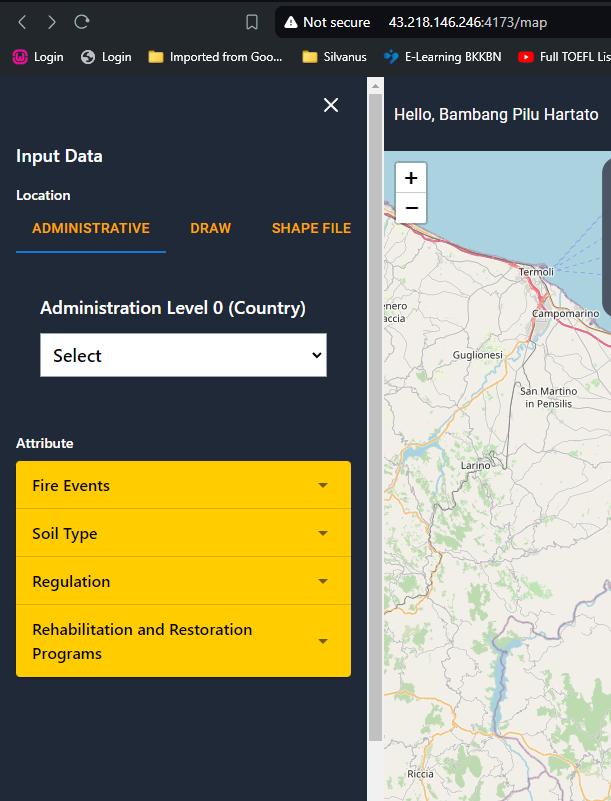 Not secure 43.218.146.246:4173/map
Login Login Imported from Goo... Silvanus E-Learning BKKBN Full TOEFL Lis
Hello, Bambang Pilu Hartato
Input Data
Location
ADMINISTRATIVE DRAW SHAPE FILE
Administration Level 0 (Country)
Select
Attribute
Fire Events
Soil Type
Regulation
Rehabilitation and Restoration
Programs
+
−
Termoli
Campomarino
enero
accia
Guglionesi
San Martino
in Pensilis
Larino
Riccia